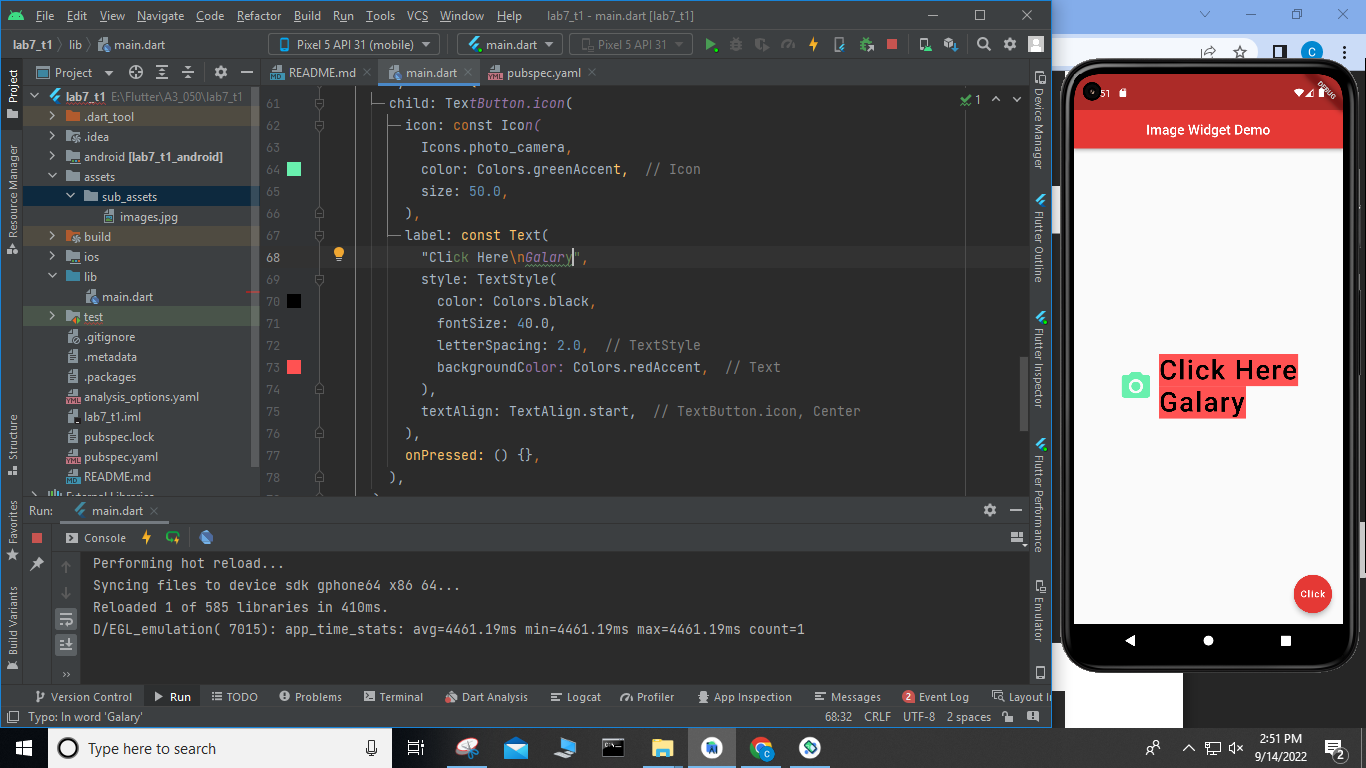 File Edit View Navigate Code Refactor Build Run Tools VCS Window Help lab7_t1 - main.dart [lab7_t1]
lab7_t1 lib main.dart Pixel 5 API 31 (mobile) main.dart Pixel 5 API 31
Project README.md main.dart pubspec.yaml
lab7_t1 E:\Flutter\A3_050\lab7_t1
.dart_tool
.idea
android [lab7_t1_android]
assets
sub_assets
images.jpg
build
ios
lib
main.dart
test
.gitignore
.metadata
.packages
analysis_options.yaml
lab7_t1.iml
pubspec.lock
pubspec.yaml
README.md
External Libraries
Project
Resource Manager
Structure
Favorites
Build Variants
61 child: TextButton.icon(
62 icon: const Icon(
63 Icons.photo_camera,
64 color: Colors.greenAccent, // Icon
65 size: 50.0,
66 ),
67 label: const Text(
68 "Click Here\nGalary",
69 style: TextStyle(
70 color: Colors.black,
71 fontSize: 40.0,
72 letterSpacing: 2.0, // TextStyle
73 backgroundColor: Colors.redAccent, // Text
74 ),
75 textAlign: TextAlign.start, // TextButton.icon, Center
76 ),
77 onPressed: () {},
78 ),
1
Device Manager
Flutter Outline
Flutter Inspector
Flutter Performance
Emulator
Run: main.dart
Console
Performing hot reload...
Syncing files to device sdk gphone64 x86 64...
Reloaded 1 of 585 libraries in 410ms.
D/EGL_emulation( 7015): app_time_stats: avg=4461.19ms min=4461.19ms max=4461.19ms count=1
Version Control Run TODO Problems Terminal Dart Analysis Logcat Profiler App Inspection Messages 2 Event Log Layout In
Typo: In word 'Galary' 68:32 CRLF UTF-8 2 spaces
C
51
DEBUG
Image Widget Demo
Click Here
Galary
Click
Type here to search
C
2:51 PM
9/14/2022
2